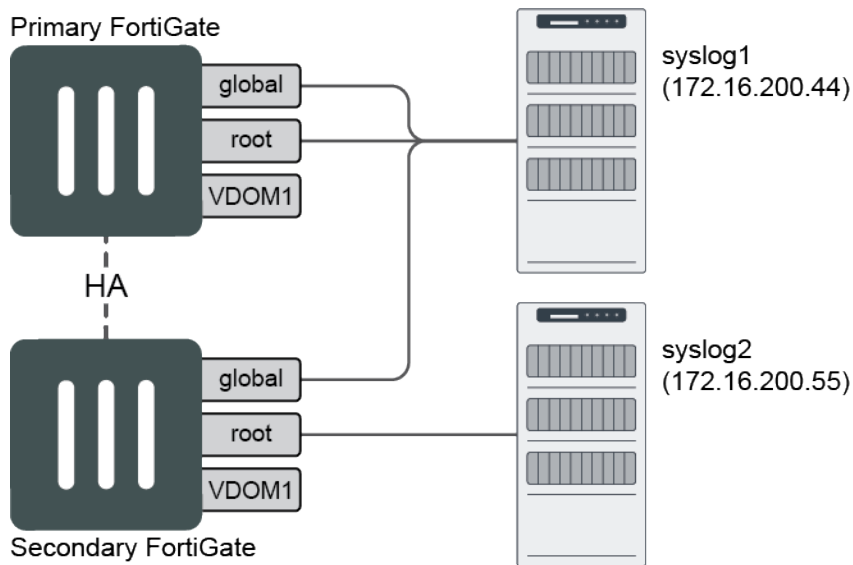 Primary FortiGate
global
root
VDOM1
syslog1
(172.16.200.44)
HA
global
root
VDOM1
syslog2
(172.16.200.55)
Secondary FortiGate